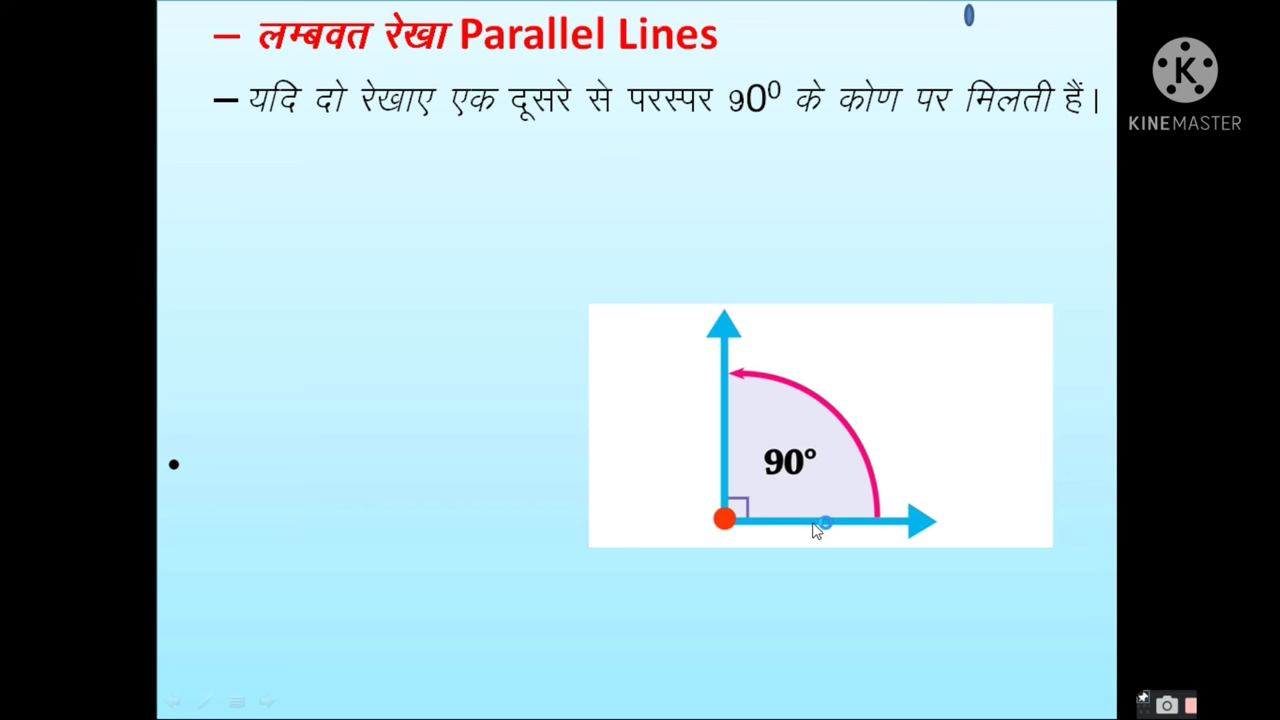 – लम्बवत रेखा Parallel Lines
– यदि दो रेखाए एक दूसरे से परस्पर 90⁰ के कोण पर मिलती हैं।
K
KINEMASTER
90°